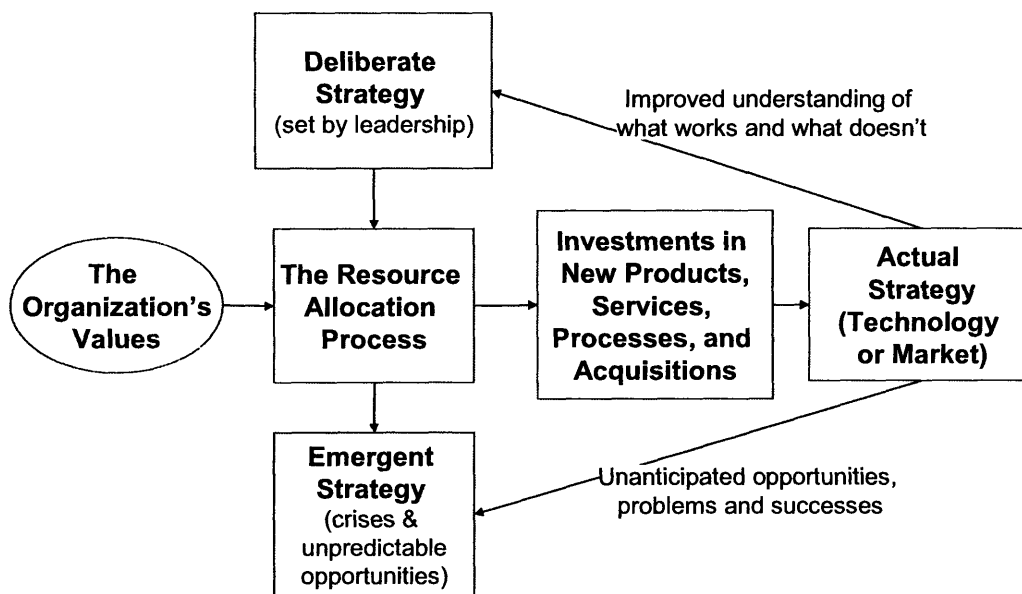 Deliberate
Strategy
(set by leadership)
Improved understanding of
what works and what doesn't
The
Organization's
Values
The Resource
Allocation
Process
Investments in
New Products,
Services,
Processes, and
Acquisitions
Actual
Strategy
(Technology
or Market)
Emergent
Strategy
(crises &
unpredictable
opportunities)
Unanticipated opportunities,
problems and successes